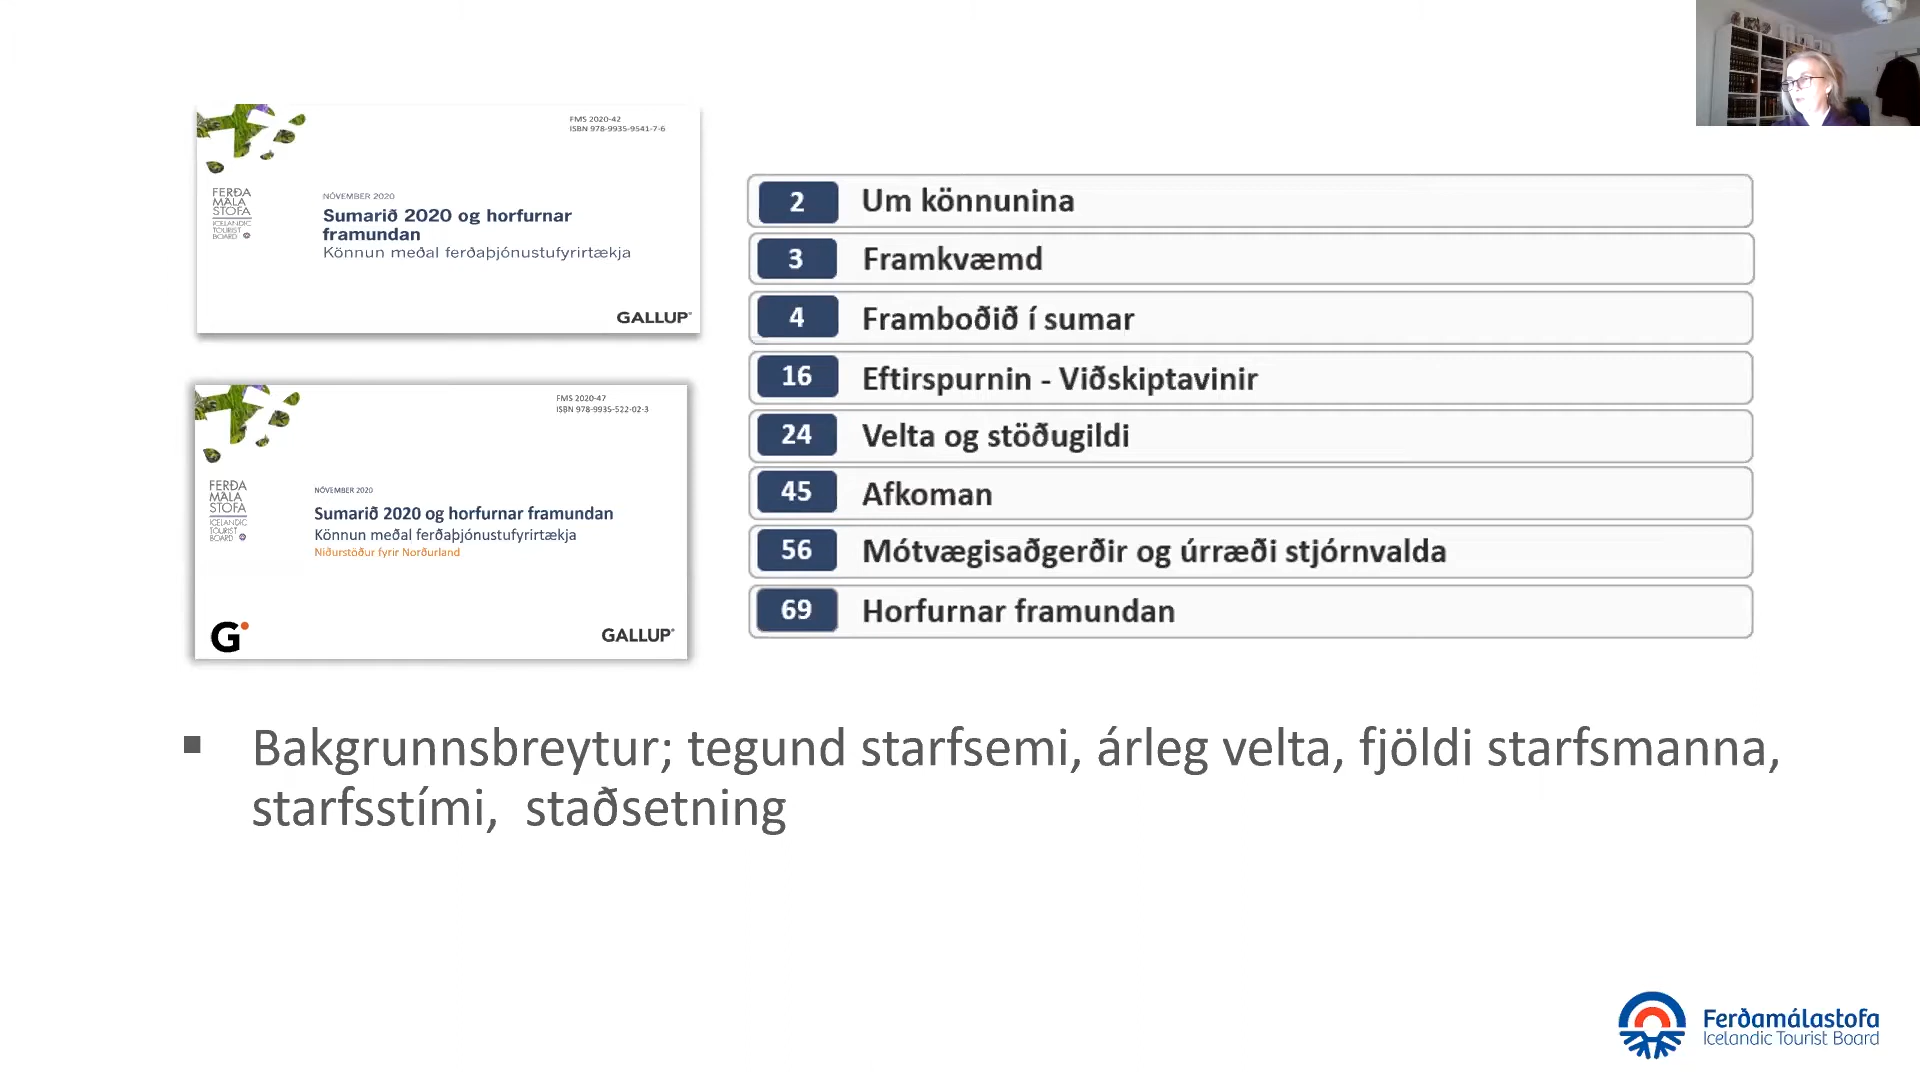 FMS 2020-42
ISBN 978-9935-9541-7-6
FERÐA
MÁLA
STOFA
ICELANDIC
TOURIST
BOARD
NÓVEMBER 2020
Sumarið 2020 og horfurnar
framundan
Könnun meðal ferðaþjónustufyrirtækja
GALLUP
FMS 2020-47
ISBN 978-9935-522-02-3
FERÐA
MÁLA
STOFA
ICELANDIC
TOURIST
BOARD
NÓVEMBER 2020
Sumarið 2020 og horfurnar framundan
Könnun meðal ferðaþjónustufyrirtækja
Niðurstöður fyrir Norðurland
G
GALLUP
2 Um könnunina
3 Framkvæmd
4 Framboðið í sumar
16 Eftirspurnin - Viðskiptavinir
24 Velta og stöðugildi
45 Afkoman
56 Mótvægisaðgerðir og úrræði stjórnvalda
69 Horfurnar framundan
▪ Bakgrunnsbreytur; tegund starfsemi, árleg velta, fjöldi starfsmanna,
starfsstími, staðsetning
Ferðamálastofa
Icelandic Tourist Board